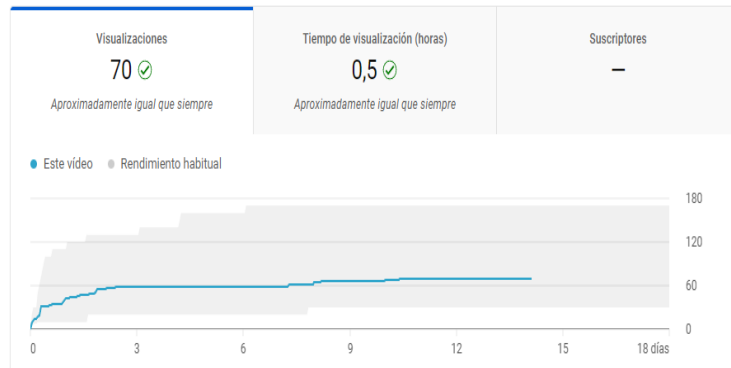 Visualizaciones
70
Aproximadamente igual que siempre
Tiempo de visualización (horas)
0,5
Aproximadamente igual que siempre
Suscriptores
—
Este vídeo Rendimiento habitual
180
120
60
0
0 3 6 9 12 15 18 días